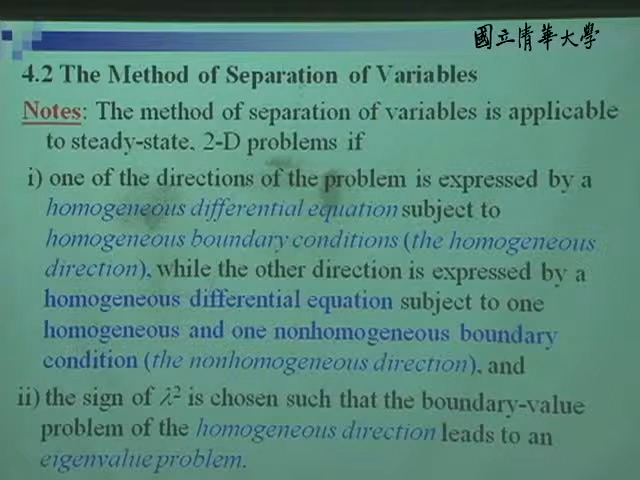 國立清華大學
4.2 The Method of Separation of Variables
Notes: The method of separation of variables is applicable
to steady-state, 2-D problems if
i) one of the directions of the problem is expressed by a
homogeneous differential equation subject to
homogeneous boundary conditions (the homogeneous
direction), while the other direction is expressed by a
homogeneous differential equation subject to one
homogeneous and one nonhomogeneous boundary
condition (the nonhomogeneous direction), and
ii) the sign of λ² is chosen such that the boundary-value
problem of the homogeneous direction leads to an
eigenvalue problem.